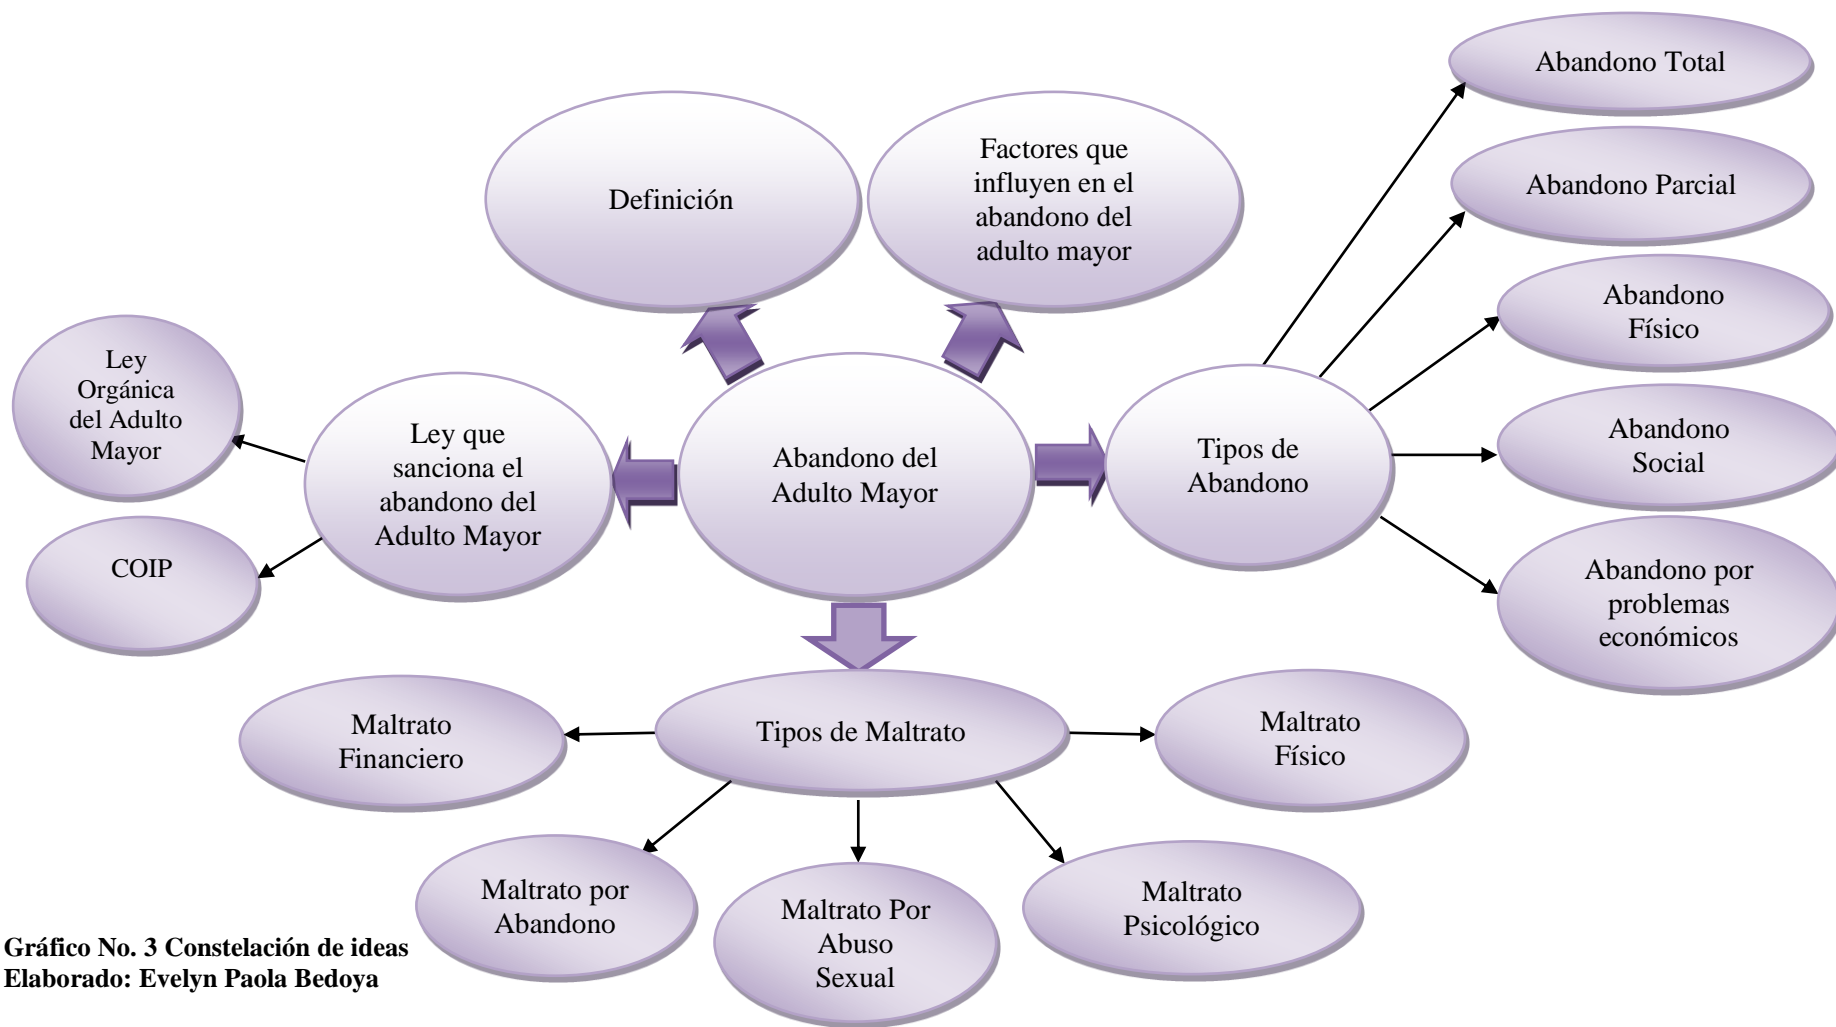 Abandono Total
Factores que
influyen en el
abandono del
adulto mayor
Definición
Abandono Parcial
Abandono
Físico
Ley
Orgánica
del Adulto
Mayor
Ley que
sanciona el
abandono del
Adulto Mayor
Abandono del
Adulto Mayor
Tipos de
Abandono
Abandono
Social
COIP
Abandono por
problemas
económicos
Maltrato
Financiero
Tipos de Maltrato
Maltrato
Físico
Maltrato por
Abandono
Maltrato Por
Abuso
Sexual
Maltrato
Psicológico
Gráfico No. 3 Constelación de ideas
Elaborado: Evelyn Paola Bedoya